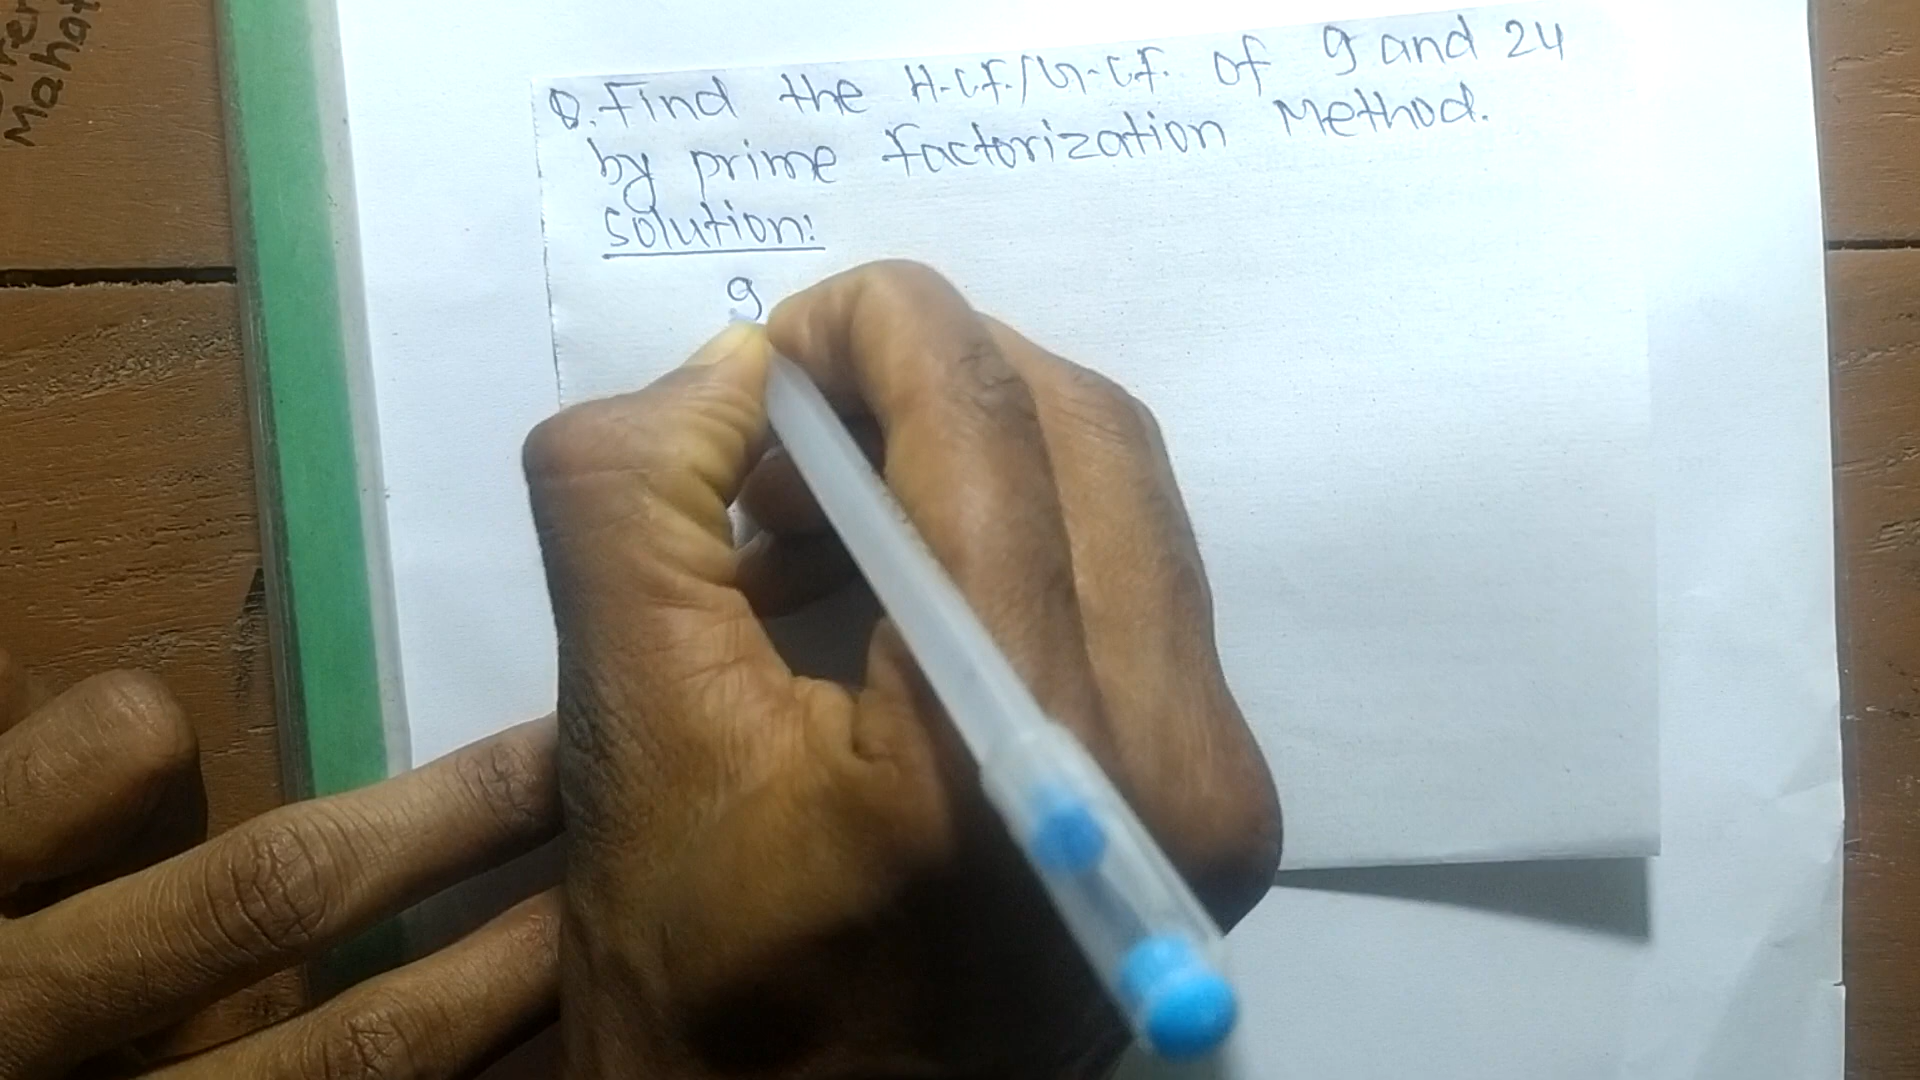 Q. Find the H.C.F./G.C.F. of 9 and 24
by prime factorization Method.
Solution:
9